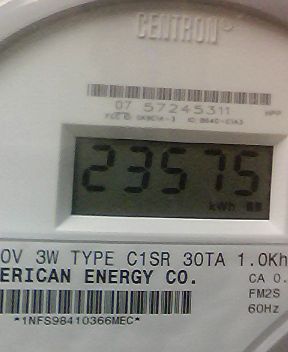 CENTRON
07 57245311
23575
kWh
0V 3W TYPE C1SR 30TA 1.0Kh
ERICAN ENERGY CO.
CA 0.
FM2S
60Hz
*1NFS98410366MEC*